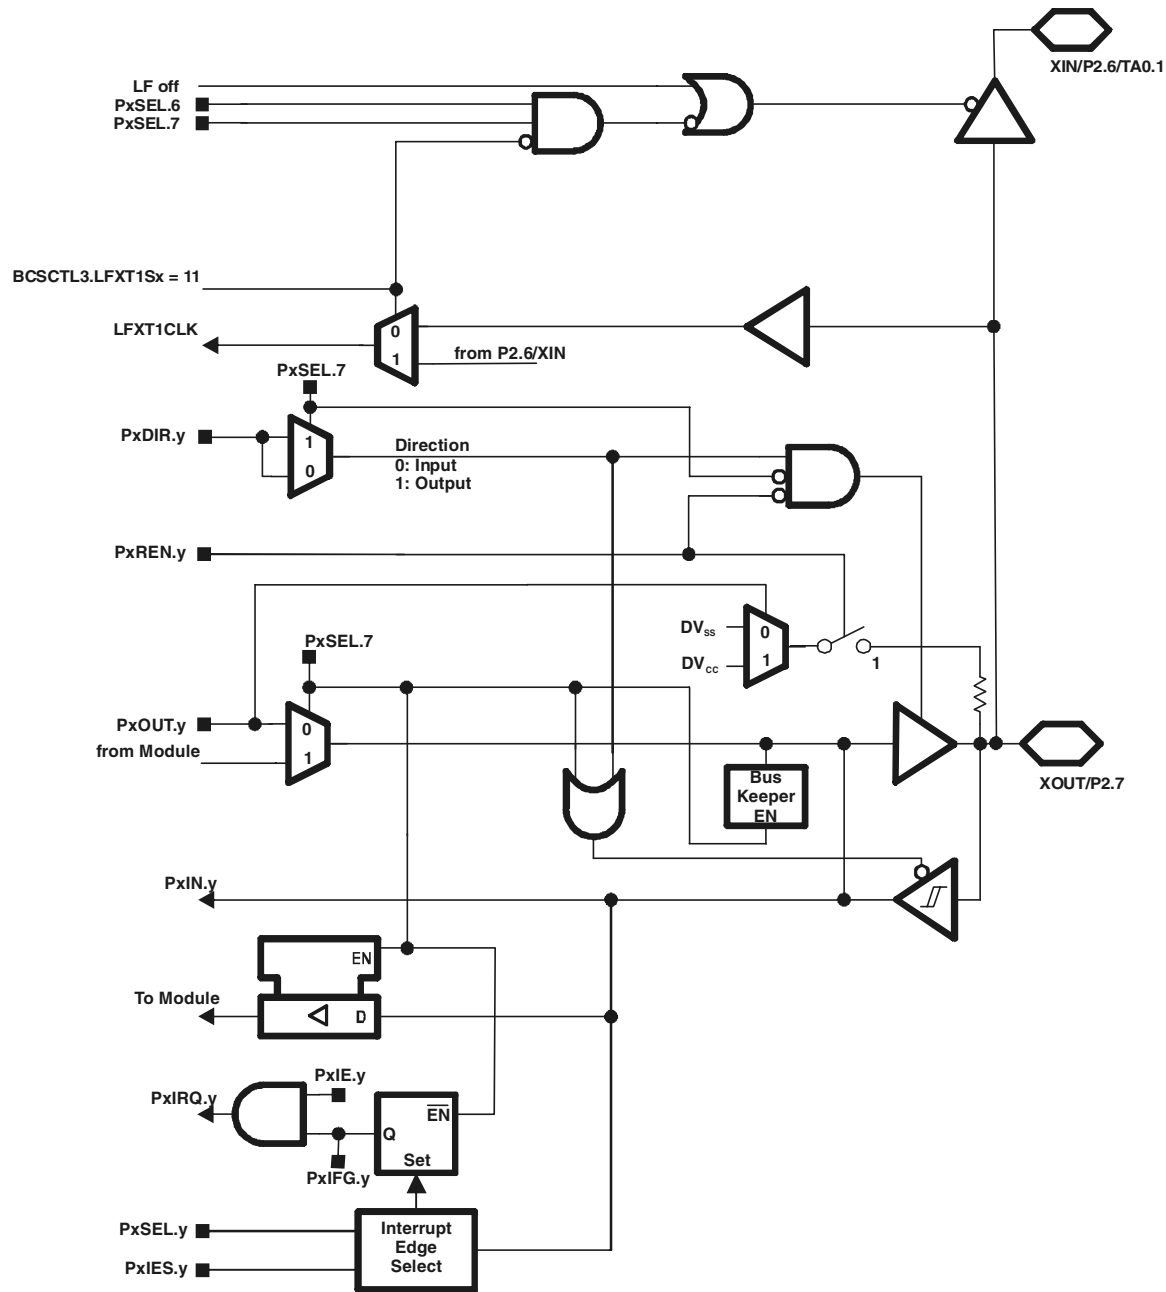 XIN/P2.6/TA0.1
LF off
PxSEL.6
PxSEL.7
BCSCTL3.LFXT1Sx = 11
LFXT1CLK
0
1
from P2.6/XIN
PxSEL.7
PxDIR.y
1
0
Direction
0: Input
1: Output
PxREN.y
DVSS
0
DVCC
1
1
PxSEL.7
PxOUT.y
0
from Module
1
Bus
Keeper
EN
XOUT/P2.7
PxIN.y
EN
To Module
D
PxIE.y
PxIRQ.y
EN
Q
Set
PxIFG.y
PxSEL.y
PxIES.y
Interrupt
Edge
Select